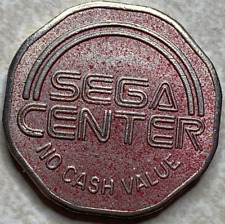 SEGA
CENTER
NO CASH VALUE